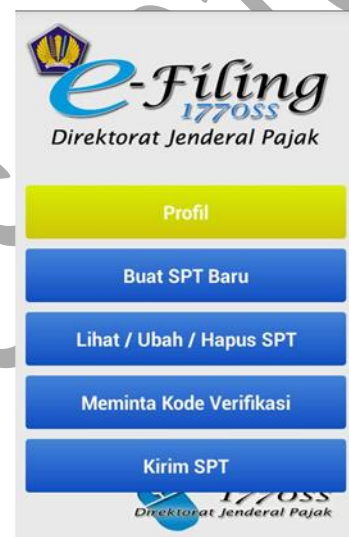 e-Filing
1770SS
Direktorat Jenderal Pajak
Profil
Buat SPT Baru
Lihat / Ubah / Hapus SPT
Meminta Kode Verifikasi
Kirim SPT
1770SS
Direktorat Jenderal Pajak